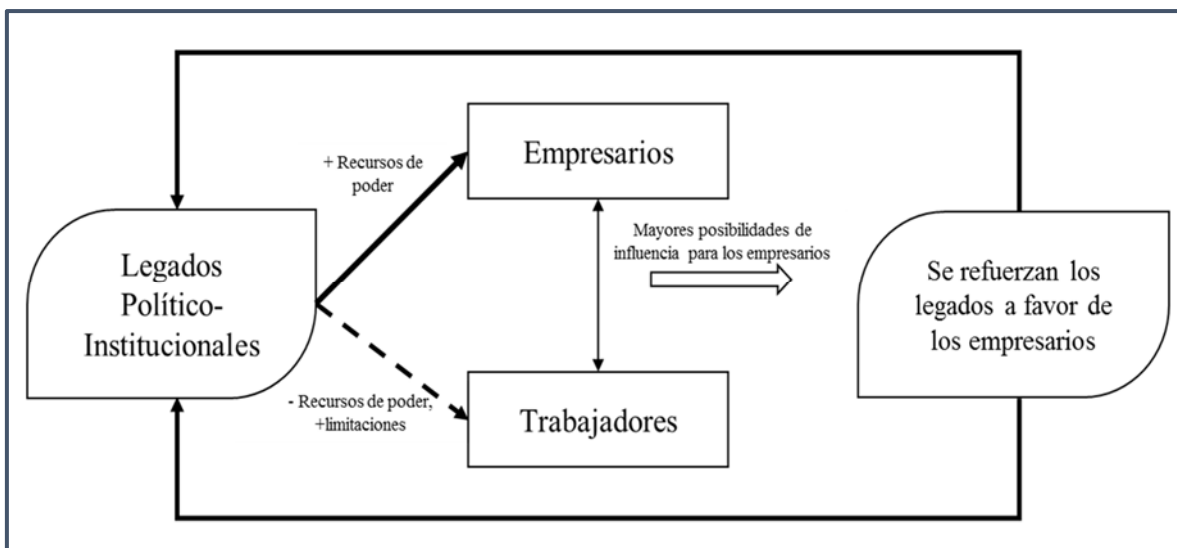 Empresarios
+ Recursos de
poder
Mayores posibilidades de
influencia para los empresarios
Legados
Político-
Institucionales
Se refuerzan los
legados a favor de
los empresarios
- Recursos de poder,
+limitaciones
Trabajadores